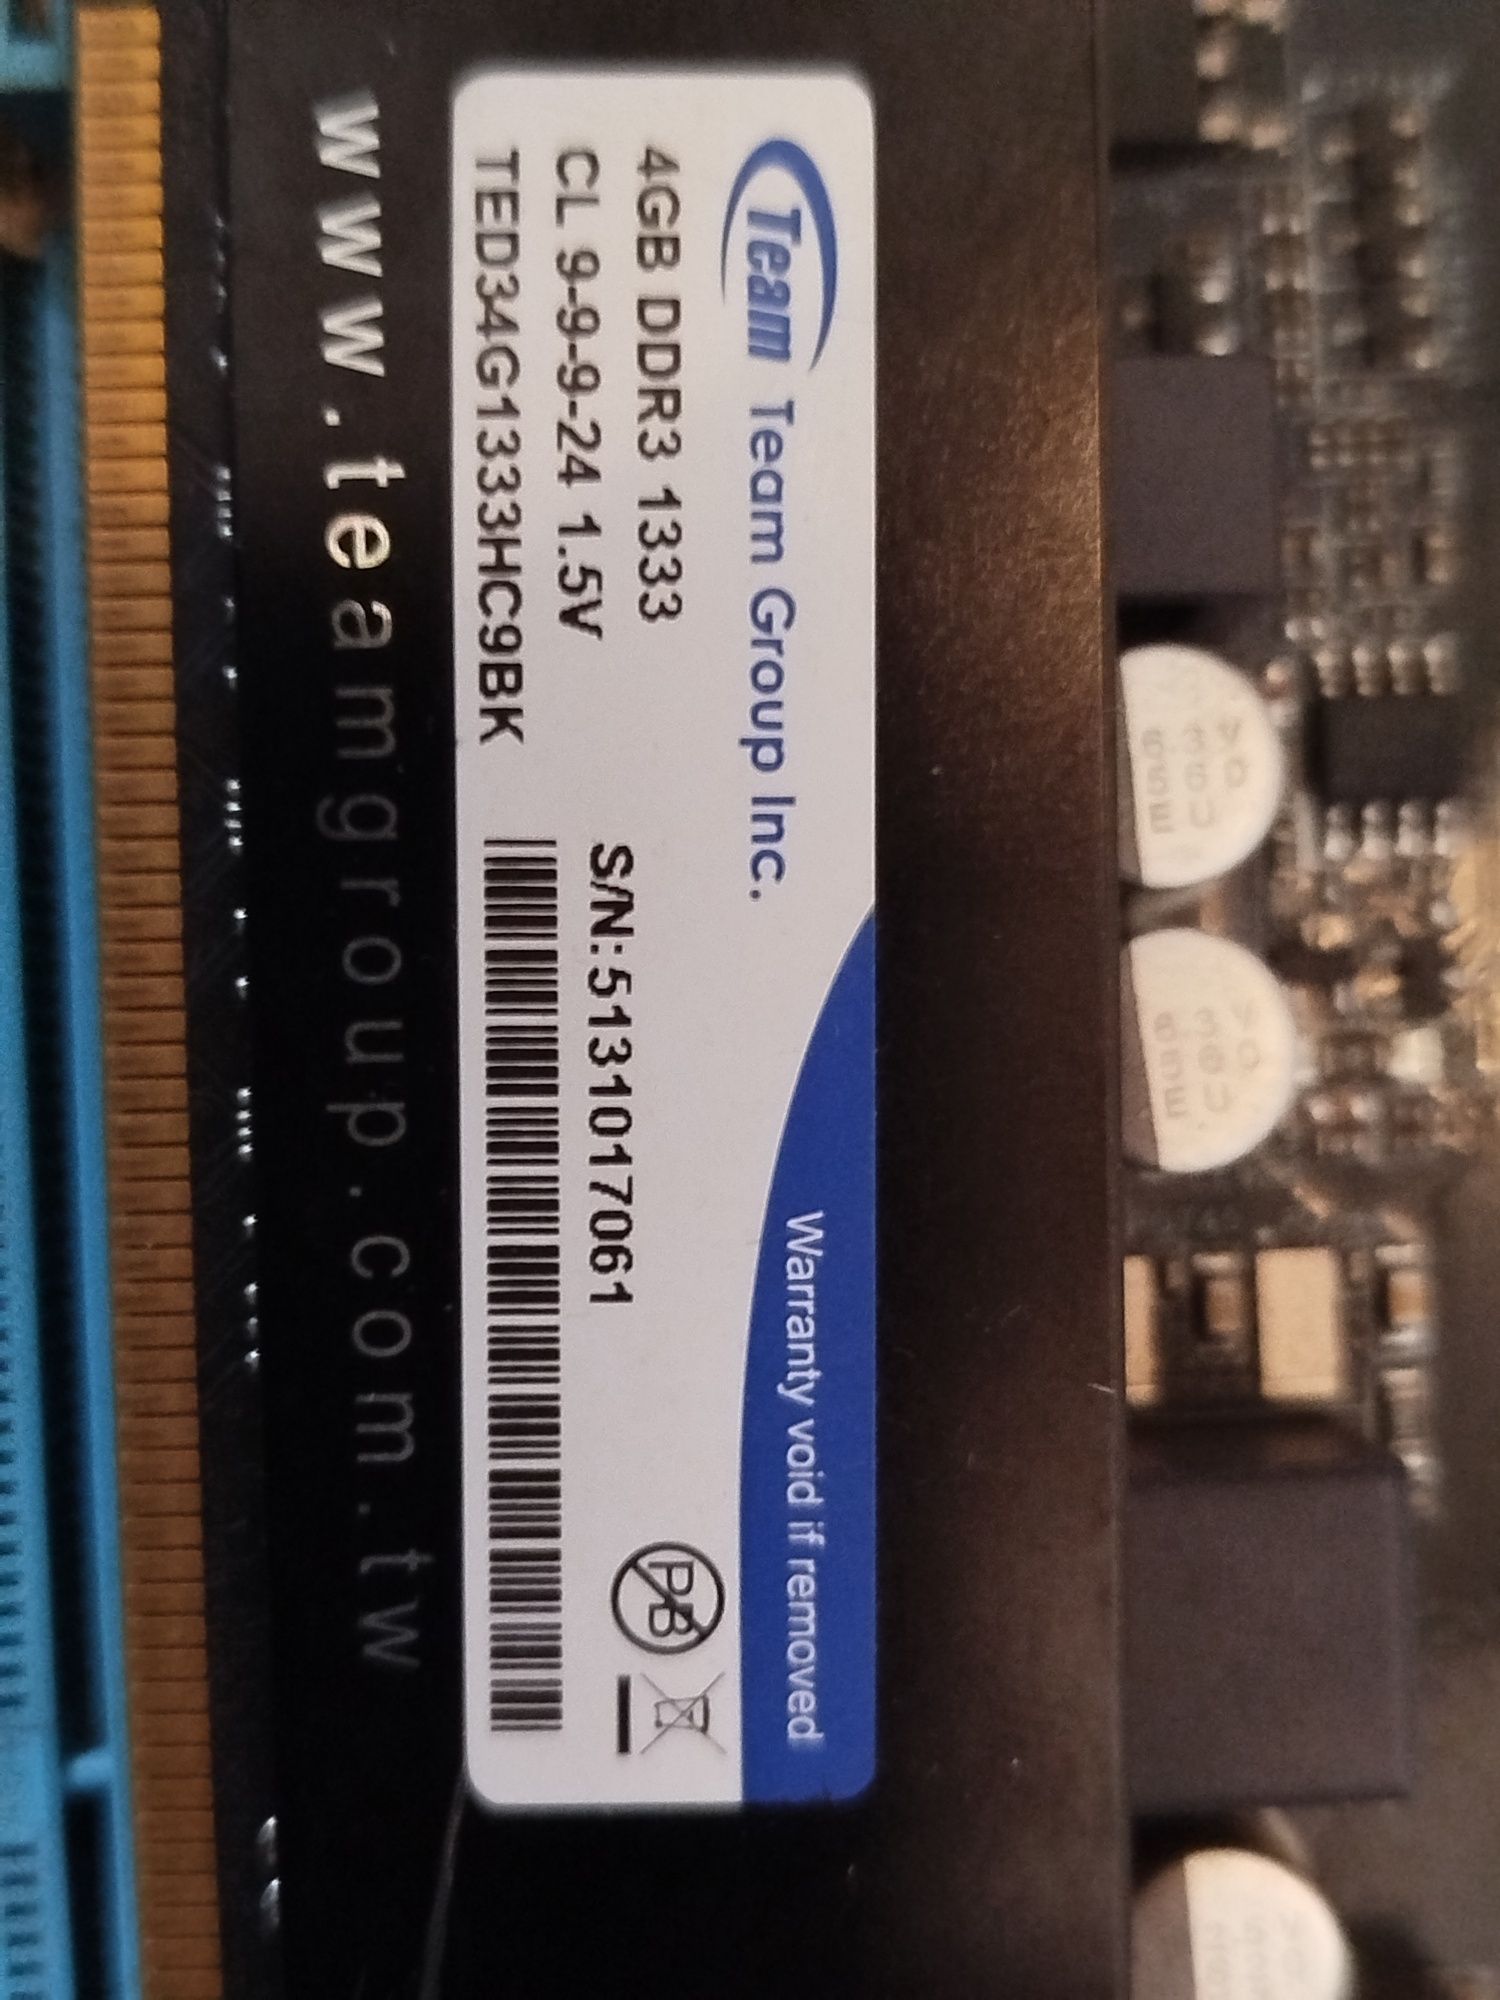 Team Team Group Inc.
4GB DDR3 1333
CL 9-9-9-24 1.5V
TED34G1333HC9BK
S/N:5131017061
PB
Warranty void if removed
www.teamgroup.com.tw